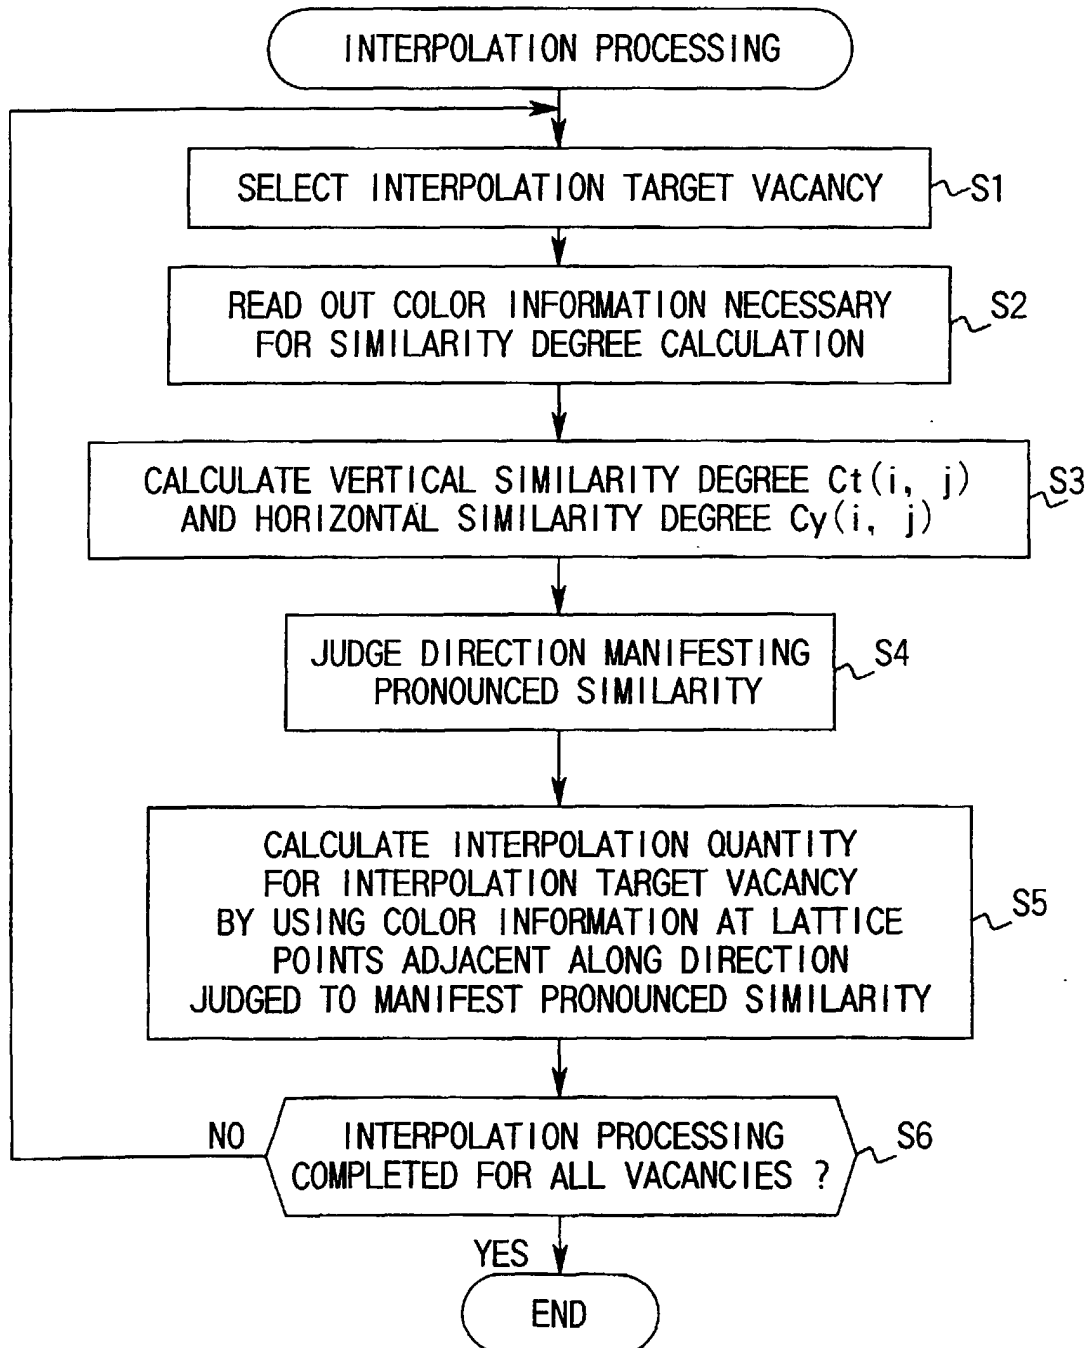 INTERPOLATION PROCESSING
SELECT INTERPOLATION TARGET VACANCY
S1
READ OUT COLOR INFORMATION NECESSARY
FOR SIMILARITY DEGREE CALCULATION
S2
CALCULATE VERTICAL SIMILARITY DEGREE Ct(i, j)
AND HORIZONTAL SIMILARITY DEGREE Cy(i, j)
S3
JUDGE DIRECTION MANIFESTING
PRONOUNCED SIMILARITY
S4
CALCULATE INTERPOLATION QUANTITY
FOR INTERPOLATION TARGET VACANCY
BY USING COLOR INFORMATION AT LATTICE
POINTS ADJACENT ALONG DIRECTION
JUDGED TO MANIFEST PRONOUNCED SIMILARITY
S5
NO
INTERPOLATION PROCESSING
COMPLETED FOR ALL VACANCIES ?
S6
YES
END